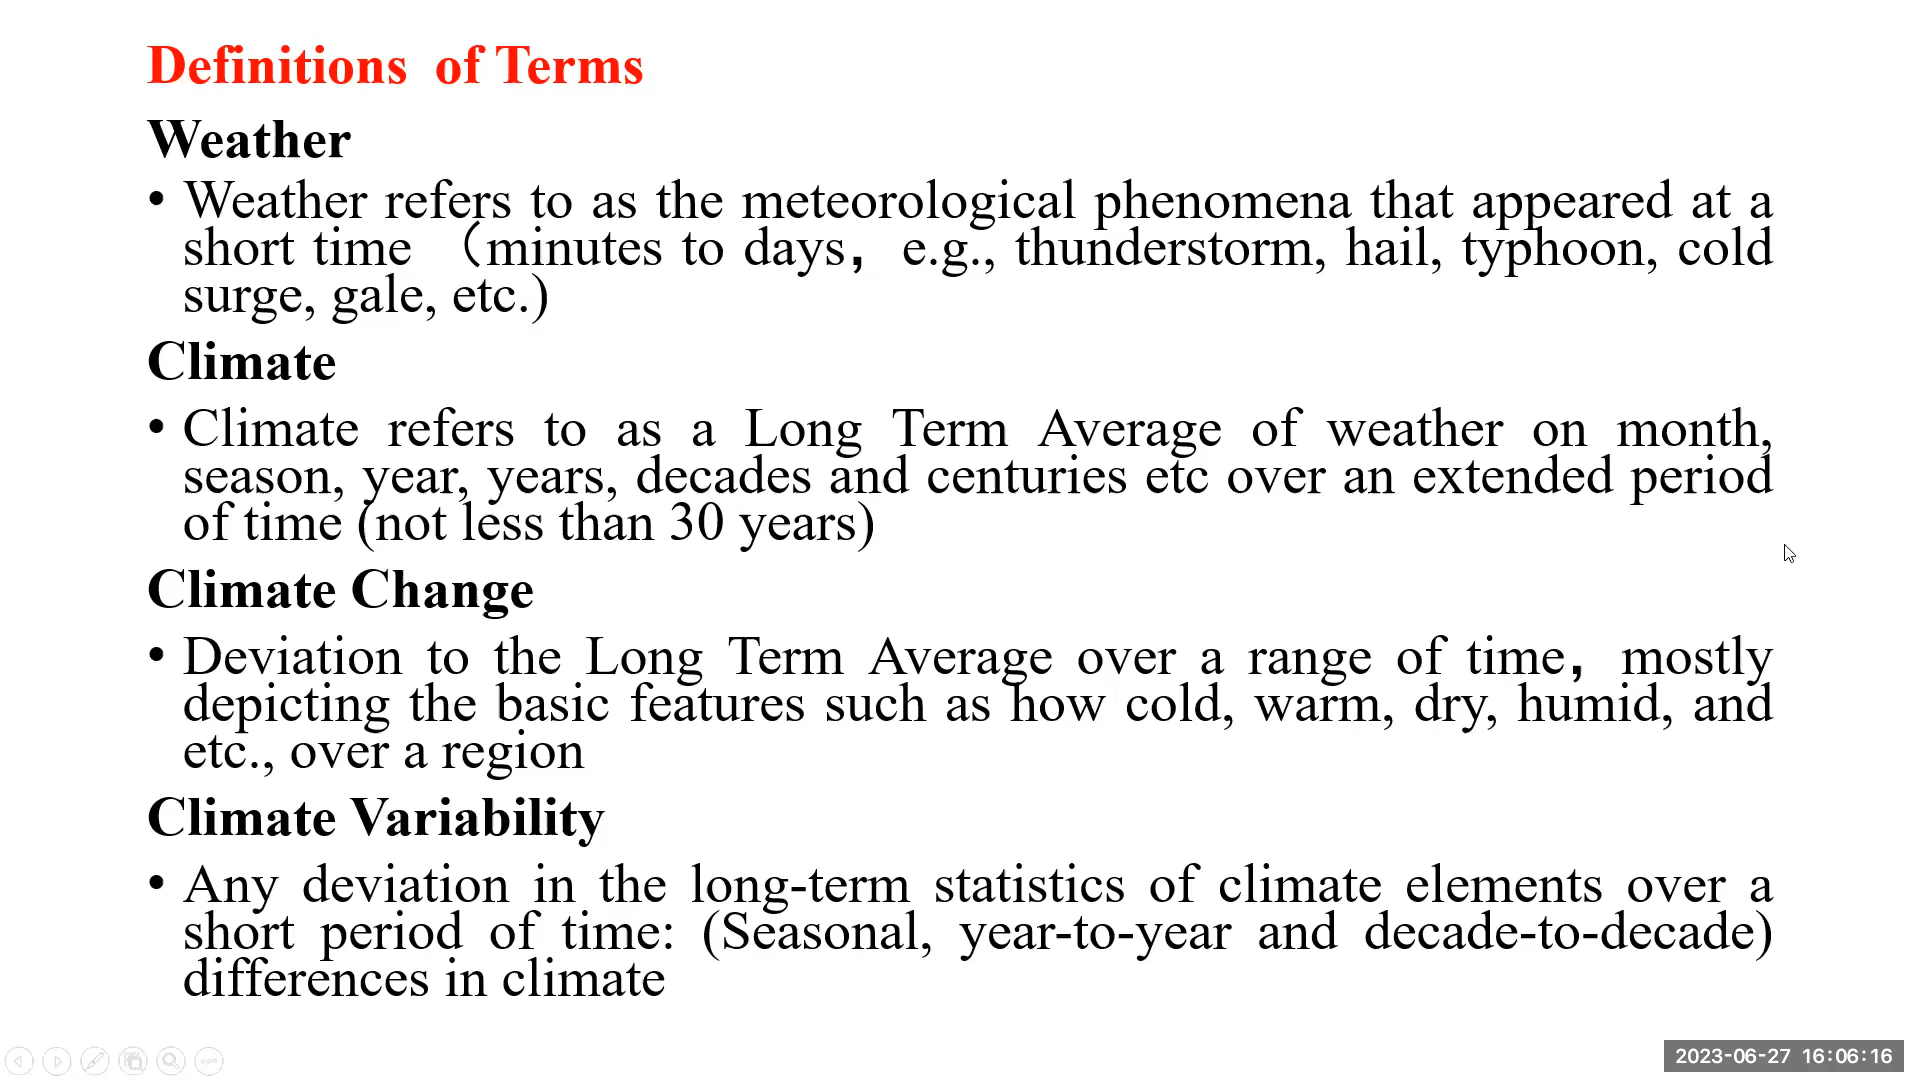 Definitions of Terms
Weather
• Weather refers to as the meteorological phenomena that appeared at a
short time （minutes to days，e.g., thunderstorm, hail, typhoon, cold
surge, gale, etc.)
Climate
• Climate refers to as a Long Term Average of weather on month,
season, year, years, decades and centuries etc over an extended period
of time (not less than 30 years)
Climate Change
• Deviation to the Long Term Average over a range of time，mostly
depicting the basic features such as how cold, warm, dry, humid, and
etc., over a region
Climate Variability
• Any deviation in the long-term statistics of climate elements over a
short period of time: (Seasonal, year-to-year and decade-to-decade)
differences in climate
2023-06-27 16:06:16